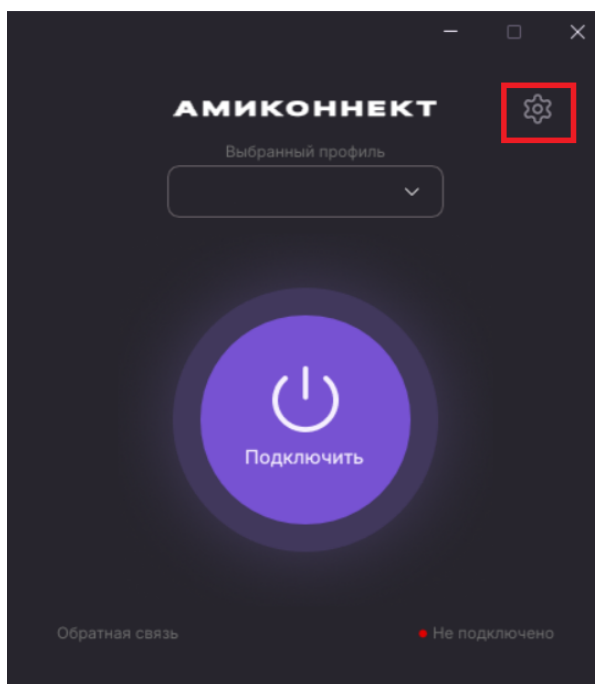 АМИКОННЕКТ
Выбранный профиль
Подключить
Обратная связь
Не подключено